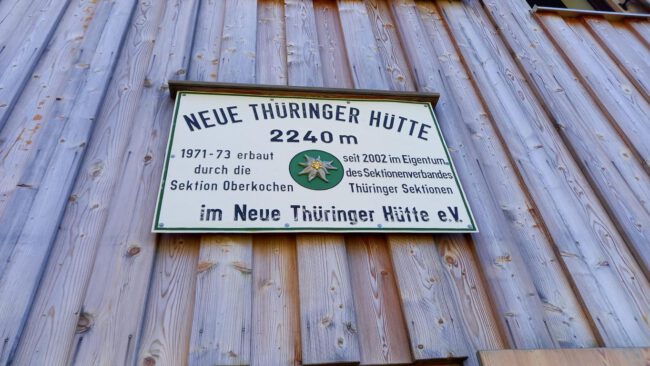 NEUE THÜRINGER HÜTTE
2240 m
1971-73 erbaut
durch die
Sektion Oberkochen
seit 2002 im Eigentum
des Sektionenverbandes
Thüringer Sektionen
im Neue Thüringer Hütte e.V.